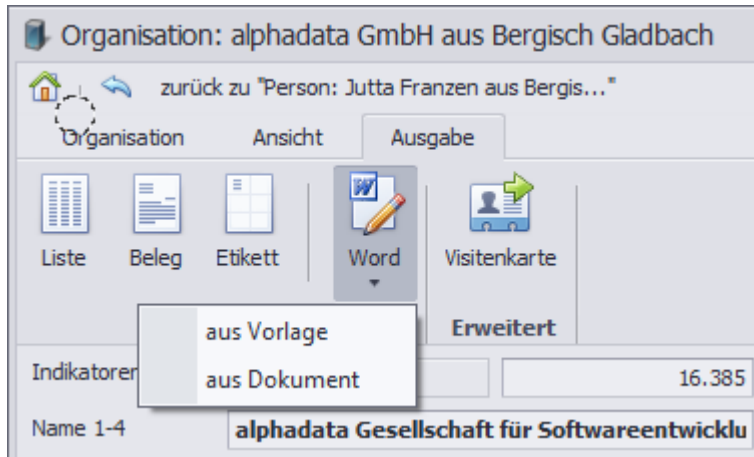 Organisation: alphadata GmbH aus Bergisch Gladbach
zurück zu "Person: Jutta Franzen aus Bergis..."
Organisation Ansicht Ausgabe
Liste Beleg Etikett Word Visitenkarte
Erweitert
aus Vorlage
aus Dokument
Indikatoren 16.385
Name 1-4 alphadata Gesellschaft für Softwareentwicklu